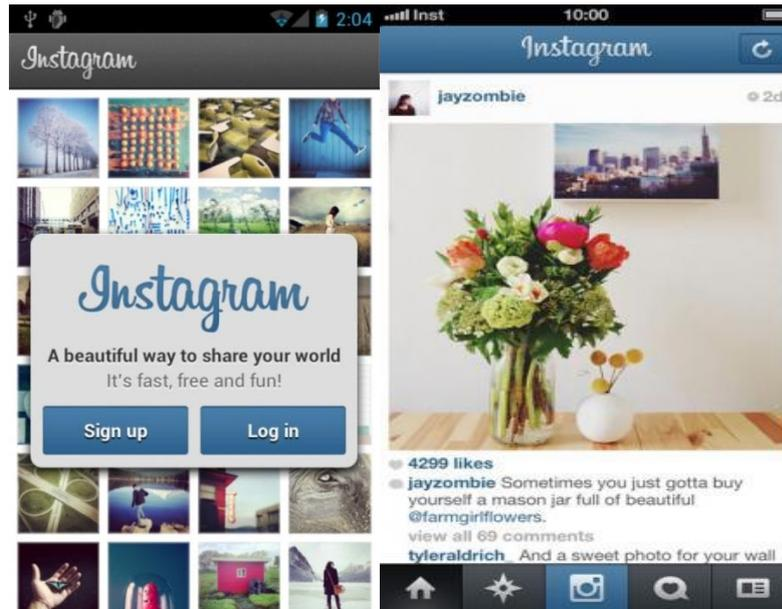 2:04
Instagram
Instagram
A beautiful way to share your world
It's fast, free and fun!
Sign up
Log in
Inst
10:00
Instagram
jayzombie
2d
4299 likes
jayzombie Sometimes you just gotta buy
yourself a mason jar full of beautiful
@farmgirlflowers.
view all 69 comments
tyleraldrich_ And a sweet photo for your wall